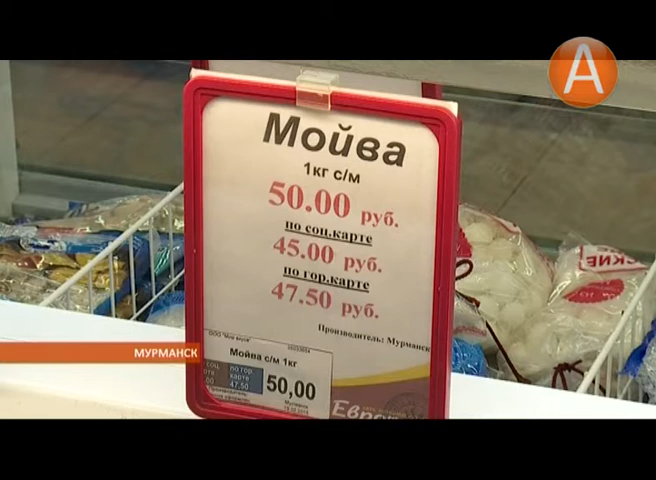 А
Мойва
1кг с/м
50.00 руб.
по соц.карте
45.00 руб.
по гор.карте
47.50 руб.
Производитель: Мурманск
Мойва с/м 1кг
по гор.
карте
47.50
50,00
МУРМАНСК